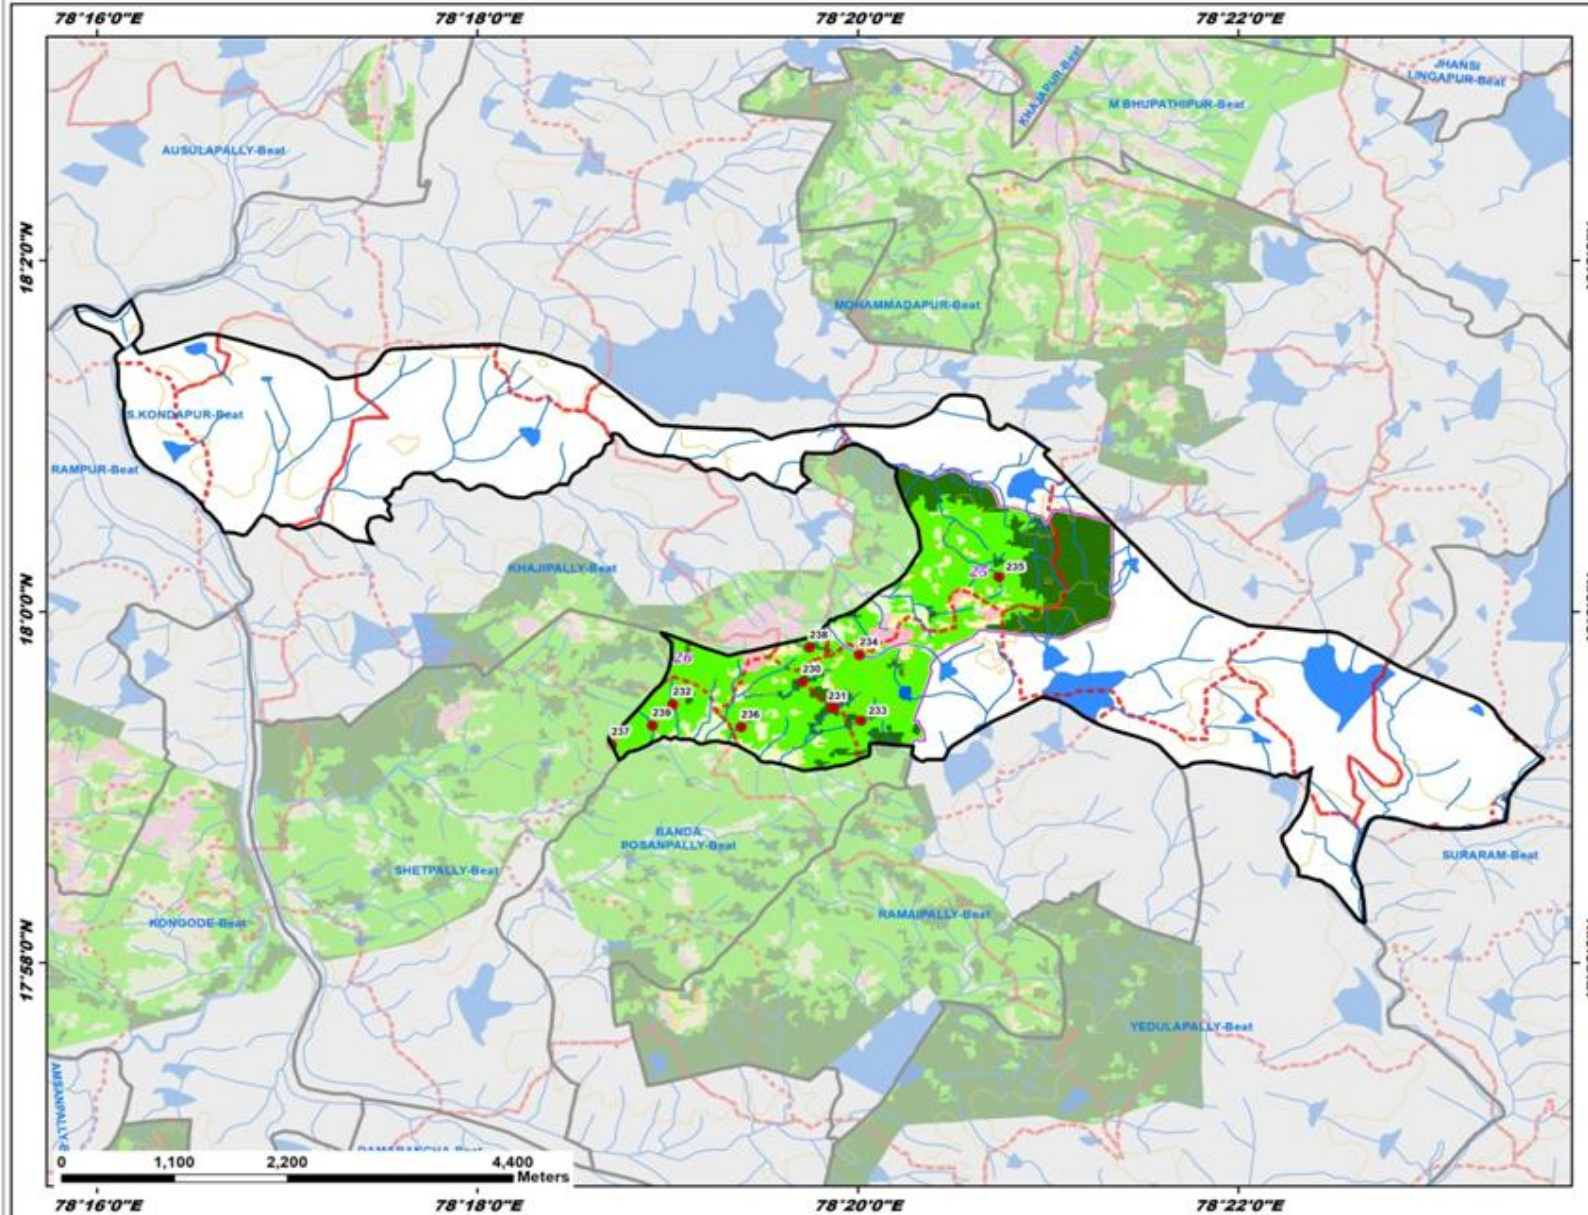 78°16'0"E 78°18'0"E 78°20'0"E 78°22'0"E
JHANSI
LINGAPUR-Beat
KHAJAPUR-Beat
M.BHUPATHIPUR-Beat
AUSULAPALLY-Beat
18°2'0"N
MOHAMMADAPUR-Beat
S.KONDAPUR-Beat
RAMPUR-Beat
KHAJIPALLY-Beat
25
235
18°0'0"N
238
234
26
230
232
231
239
236
233
237
BANDA
POSANPALLY-Beat
SHETPALLY-Beat
SURARAM-Beat
KONGODE-Beat
RAMAIPALLY-Beat
17°58'0"N
YEDULAPALLY-Beat
0 1,100 2,200 4,400
Meters
78°16'0"E 78°18'0"E 78°20'0"E 78°22'0"E